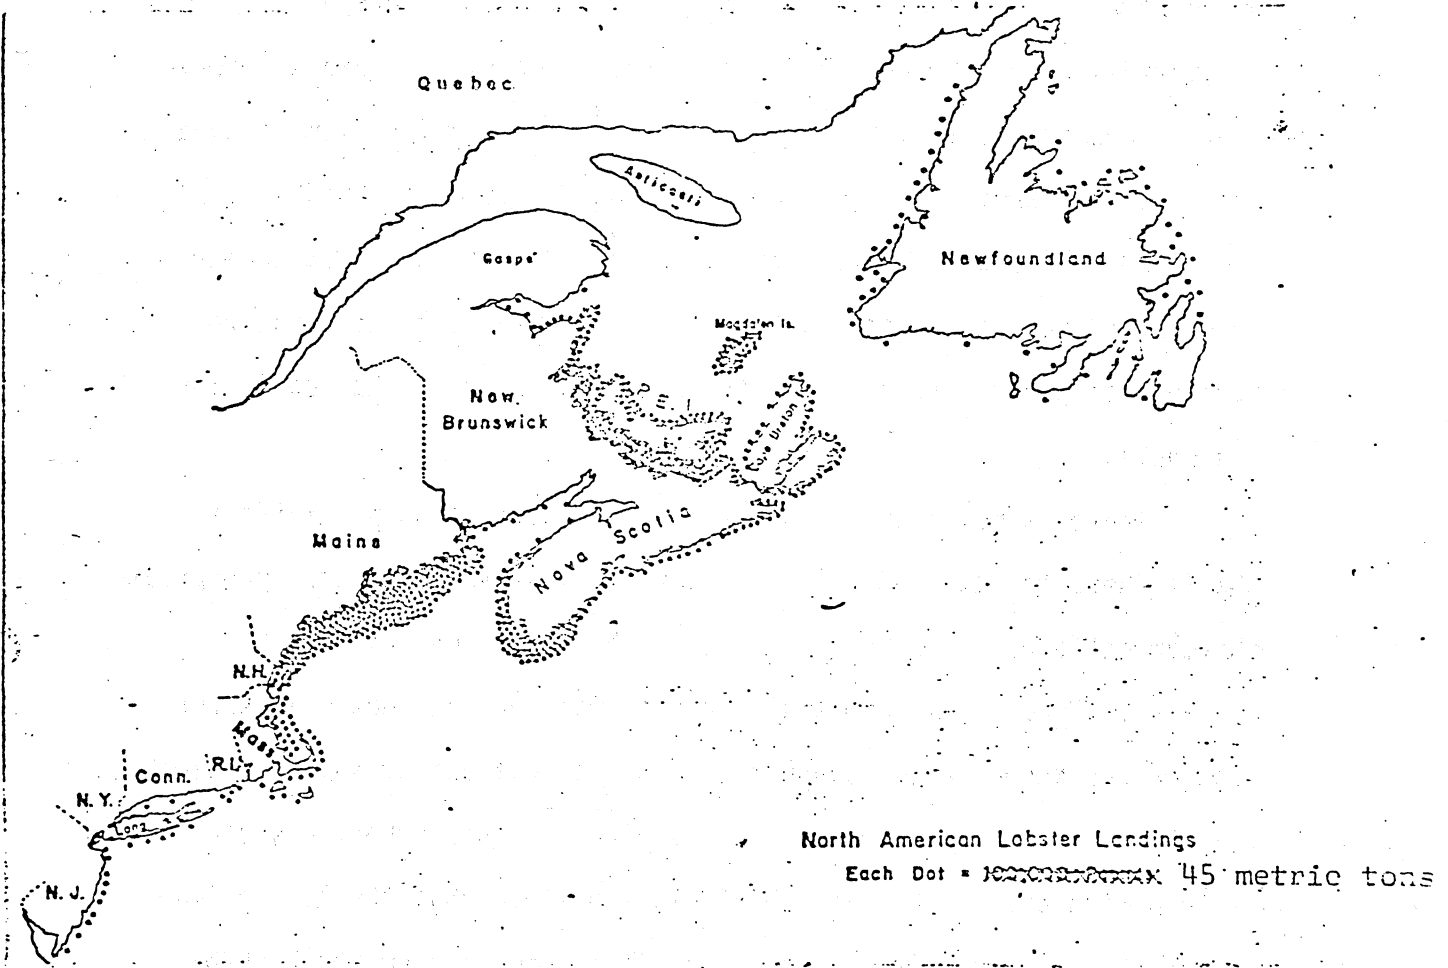 Quebec
Anticosti
Gaspe'
Newfoundland
Magdalen Is.
New
Brunswick
P E I
Cape Breton I.
Nova Scotia
Maine
N.H.
Mass.
R.I.
Conn.
N.Y.
Long
N.J.
North American Lobster Landings
Each Dot = 45 metric tons